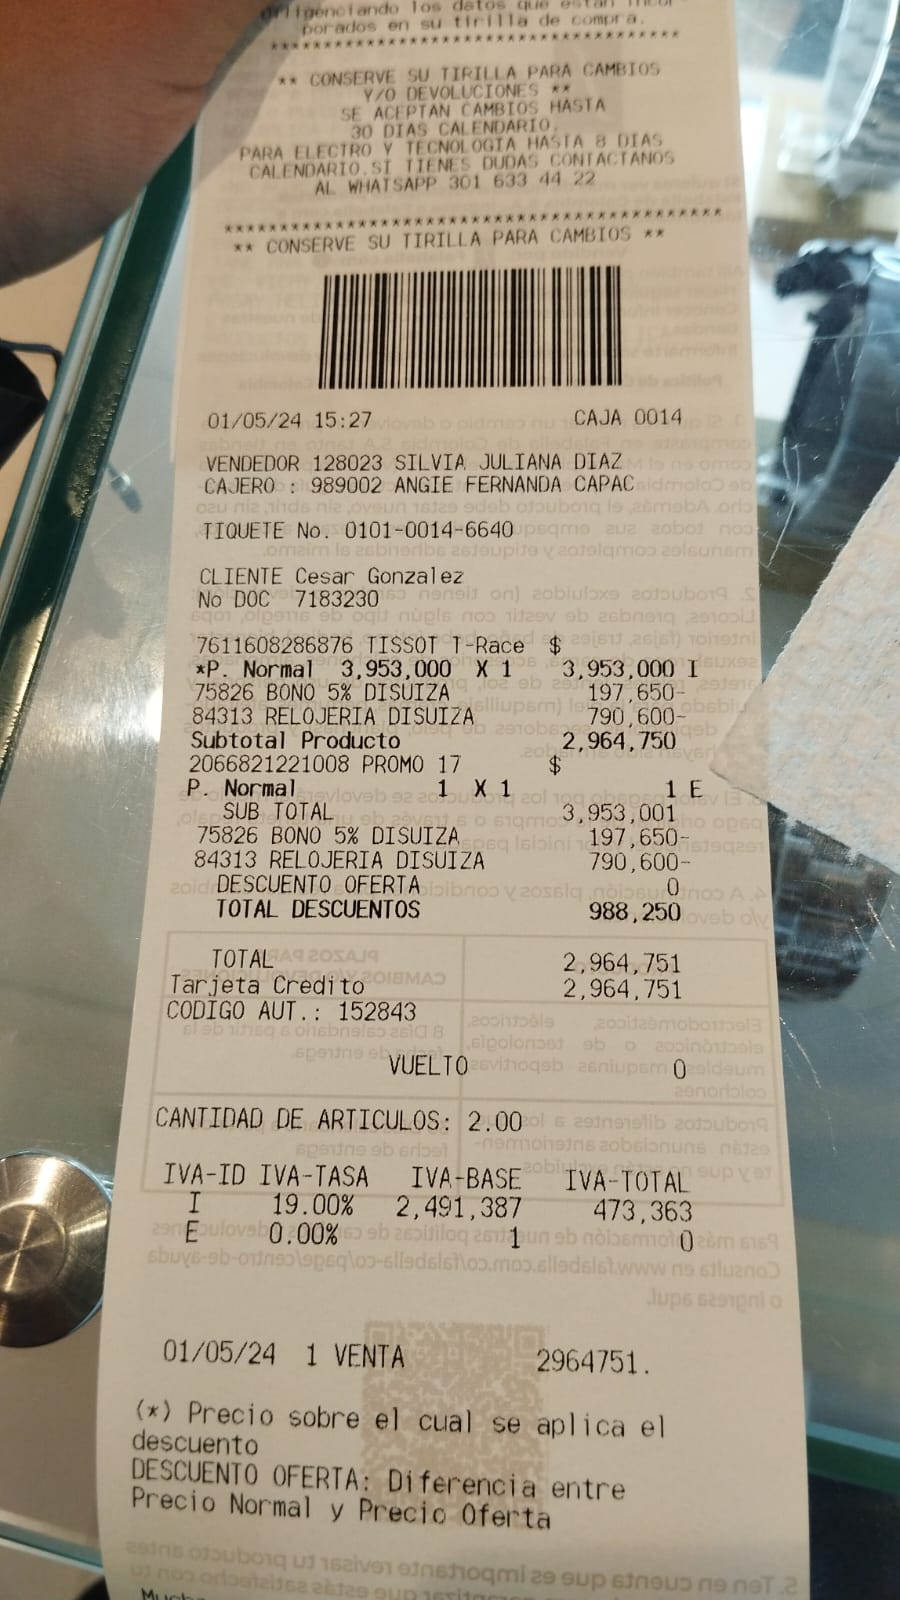 diligenciando los datos que están incor-
porados en su tirilla de compra.
****************************************
** CONSERVE SU TIRILLA PARA CAMBIOS
Y/O DEVOLUCIONES **
SE ACEPTAN CAMBIOS HASTA
30 DIAS CALENDARIO.
PARA ELECTRO Y TECNOLOGIA HASTA 8 DIAS
CALENDARIO.SI TIENES DUDAS CONTACTANOS
AL WHATSAPP 301 633 44 22
****************************************
** CONSERVE SU TIRILLA PARA CAMBIOS **
01/05/24 15:27 CAJA 0014
VENDEDOR 128023 SILVIA JULIANA DIAZ
CAJERO : 989002 ANGIE FERNANDA CAPAC
TIQUETE No. 0101-0014-6640
CLIENTE Cesar Gonzalez
No DOC 7183230
7611608286876 TISSOT T-Race $
*P. Normal 3,953,000 X 1 3,953,000 I
75826 BONO 5% DISUIZA 197,650-
84313 RELOJERIA DISUIZA 790,600-
Subtotal Producto 2,964,750
2066821221008 PROMO 17 $
P. Normal 1 X 1 1 E
SUB TOTAL 3,953,001
75826 BONO 5% DISUIZA 197,650-
84313 RELOJERIA DISUIZA 790,600-
DESCUENTO OFERTA 0
TOTAL DESCUENTOS 988,250
TOTAL 2,964,751
Tarjeta Credito 2,964,751
CODIGO AUT.: 152843
VUELTO 0
CANTIDAD DE ARTICULOS: 2.00
IVA-ID IVA-TASA IVA-BASE IVA-TOTAL
I 19.00% 2,491,387 473,363
E 0.00% 1 0
01/05/24 1 VENTA 2964751.
(*) Precio sobre el cual se aplica el
descuento
DESCUENTO OFERTA: Diferencia entre
Precio Normal y Precio Oferta